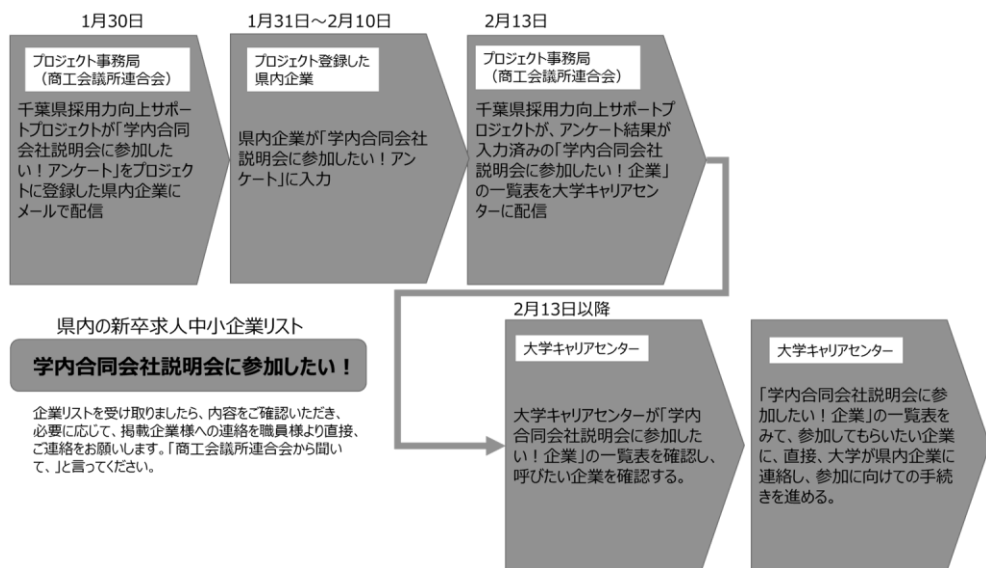 1月30日
プロジェクト事務局
（商工会議所連合会）
千葉県採用力向上サポー
トプロジェクトが「学内合同
会社説明会に参加した
い！アンケート」をプロジェク
トに登録した県内企業に
メールで配信
1月31日～2月10日
プロジェクト登録した
県内企業
県内企業が「学内合同会社
説明会に参加したい！アン
ケート」に入力
2月13日
プロジェクト事務局
（商工会議所連合会）
千葉県採用力向上サポートプ
ロジェクトが、アンケート結果が
入力済みの「学内合同会社
説明会に参加したい！企業」
の一覧表を大学キャリアセン
ターに配信
県内の新卒求人中小企業リスト
学内合同会社説明会に参加したい！
企業リストを受け取りましたら、内容をご確認いただき、
必要に応じて、掲載企業様への連絡を職員様より直接、
ご連絡をお願いします。「商工会議所連合会から聞い
て、」と言ってください。
2月13日以降
大学キャリアセンター
大学キャリアセンターが「学内
合同会社説明会に参加した
い！企業」の一覧表を確認し、
呼びたい企業を確認する。
大学キャリアセンター
「学内合同会社説明会に参
加したい！企業」の一覧表を
みて、参加してもらいたい企業
に、直接、大学が県内企業に
連絡し、参加に向けての手続
きを進める。